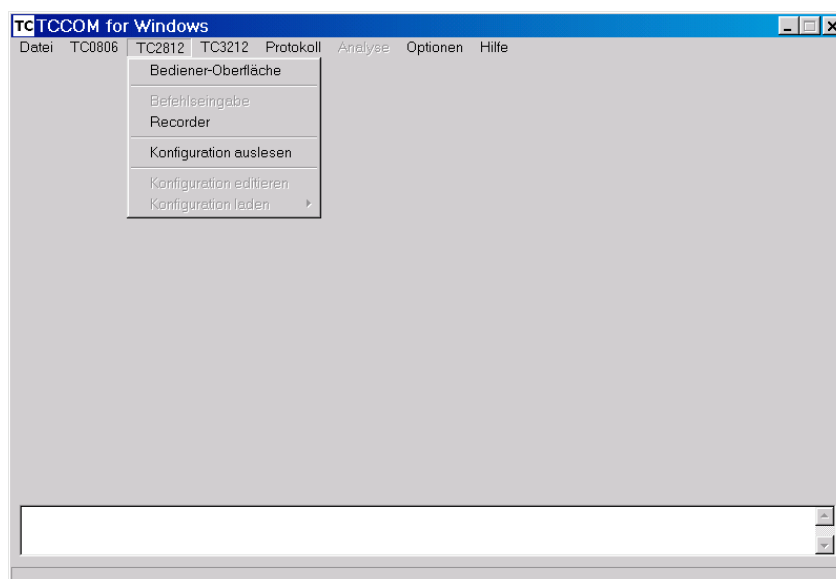 TC TCCOM for Windows
Datei TC0806 TC2812 TC3212 Protokoll Analyse Optionen Hilfe
Bediener-Oberfläche
Befehlseingabe
Recorder
Konfiguration auslesen
Konfiguration editieren
Konfiguration laden